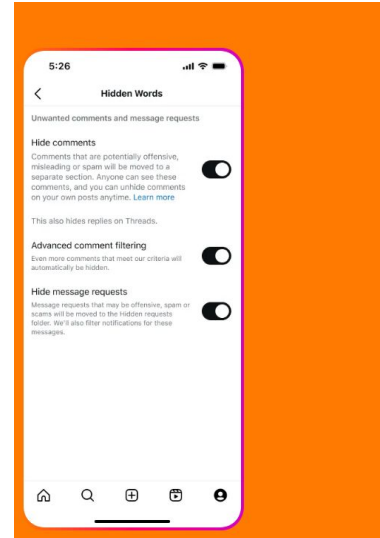 5:26
Hidden Words
Unwanted comments and message requests
Hide comments
Comments that are potentially offensive,
misleading or spam will be moved to a
separate section. Anyone can see these
comments, and you can unhide comments
on your own posts anytime. Learn more
This also hides replies on Threads.
Advanced comment filtering
Even more comments that meet our criteria will
automatically be hidden.
Hide message requests
Message requests that may be offensive, spam or
scams will be moved to the Hidden requests
folder. We'll also filter notifications for these
messages.